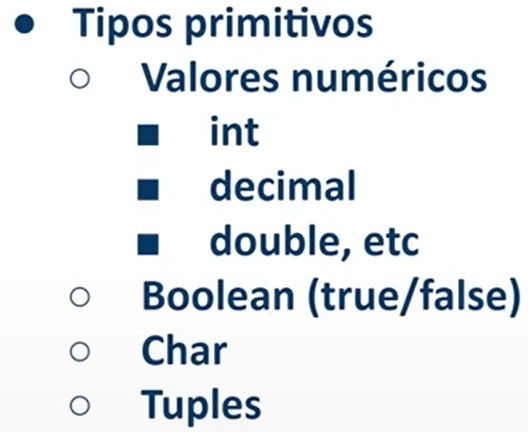 Tipos primitivos
Valores numéricos
int
decimal
double, etc
Boolean (true/false)
Char
Tuples